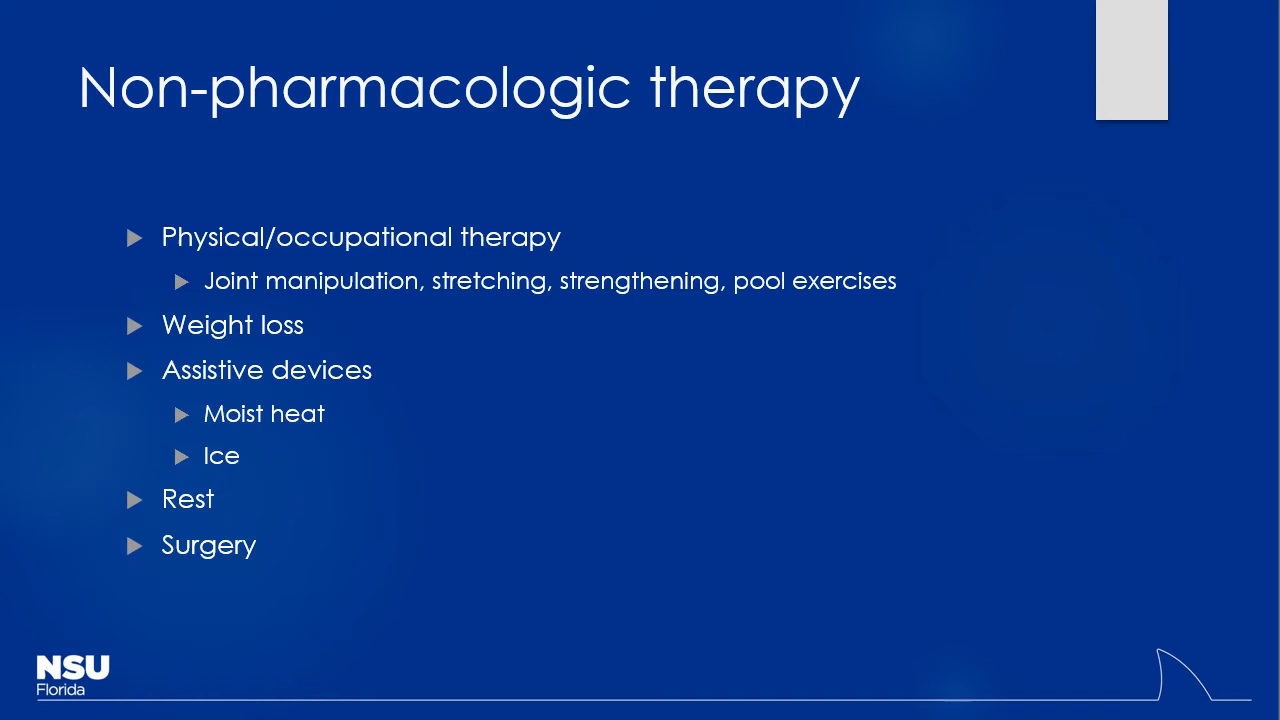 Non-pharmacologic therapy
Physical/occupational therapy
Joint manipulation, stretching, strengthening, pool exercises
Weight loss
Assistive devices
Moist heat
Ice
Rest
Surgery
NSU
Florida